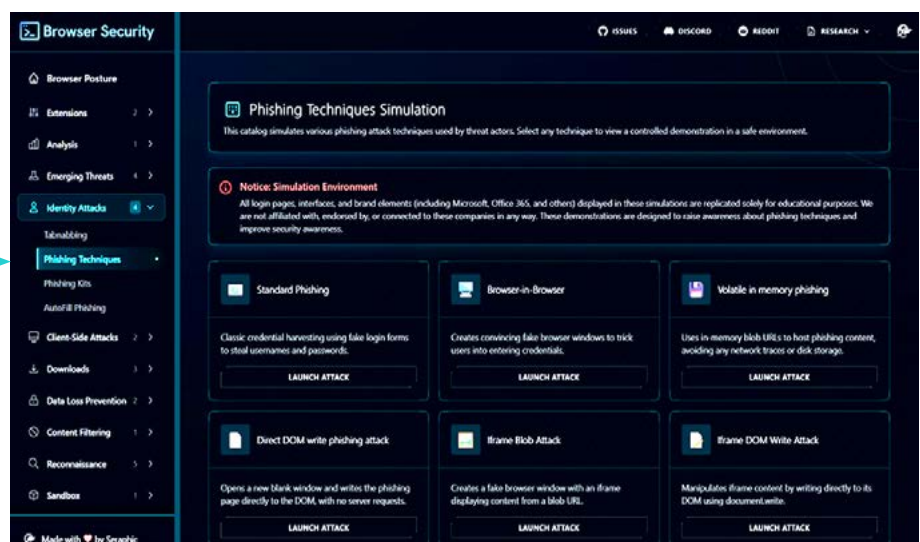 Browser Security
ISSUES
DISCORD
REDDIT
RESEARCH
Browser Posture
Extensions 2
Analysis 1
Emerging Threats 4
Identity Attacks 4
Tabnabbing
Phishing Techniques
Phishing Kits
AutoFill Phishing
Client-Side Attacks 2
Downloads 3
Data Loss Prevention 2
Content Filtering 1
Reconnaissance 5
Sandbox 1
Made with by Seraphic
Phishing Techniques Simulation
This catalog simulates various phishing attack techniques used by threat actors. Select any technique to view a controlled demonstration in a safe environment.
Notice: Simulation Environment
All login pages, interfaces, and brand elements (including Microsoft, Office 365, and others) displayed in these simulations are replicated solely for educational purposes. We
are not affiliated with, endorsed by, or connected to these companies in any way. These demonstrations are designed to raise awareness about phishing techniques and
improve security awareness.
Standard Phishing
Classic credential harvesting using fake login forms
to steal usernames and passwords.
LAUNCH ATTACK
Browser-in-Browser
Creates convincing fake browser windows to trick
users into entering credentials.
LAUNCH ATTACK
Volatile in memory phishing
Uses in-memory blob URLs to host phishing content,
avoiding any network traces or disk storage.
LAUNCH ATTACK
Direct DOM write phishing attack
Opens a new blank window and writes the phishing
page directly to the DOM, with no server requests.
LAUNCH ATTACK
Iframe Blob Attack
Creates a fake browser window with an iframe
displaying content from a blob URL.
LAUNCH ATTACK
Iframe DOM Write Attack
Manipulates iframe content by writing directly to its
DOM using document.write.
LAUNCH ATTACK